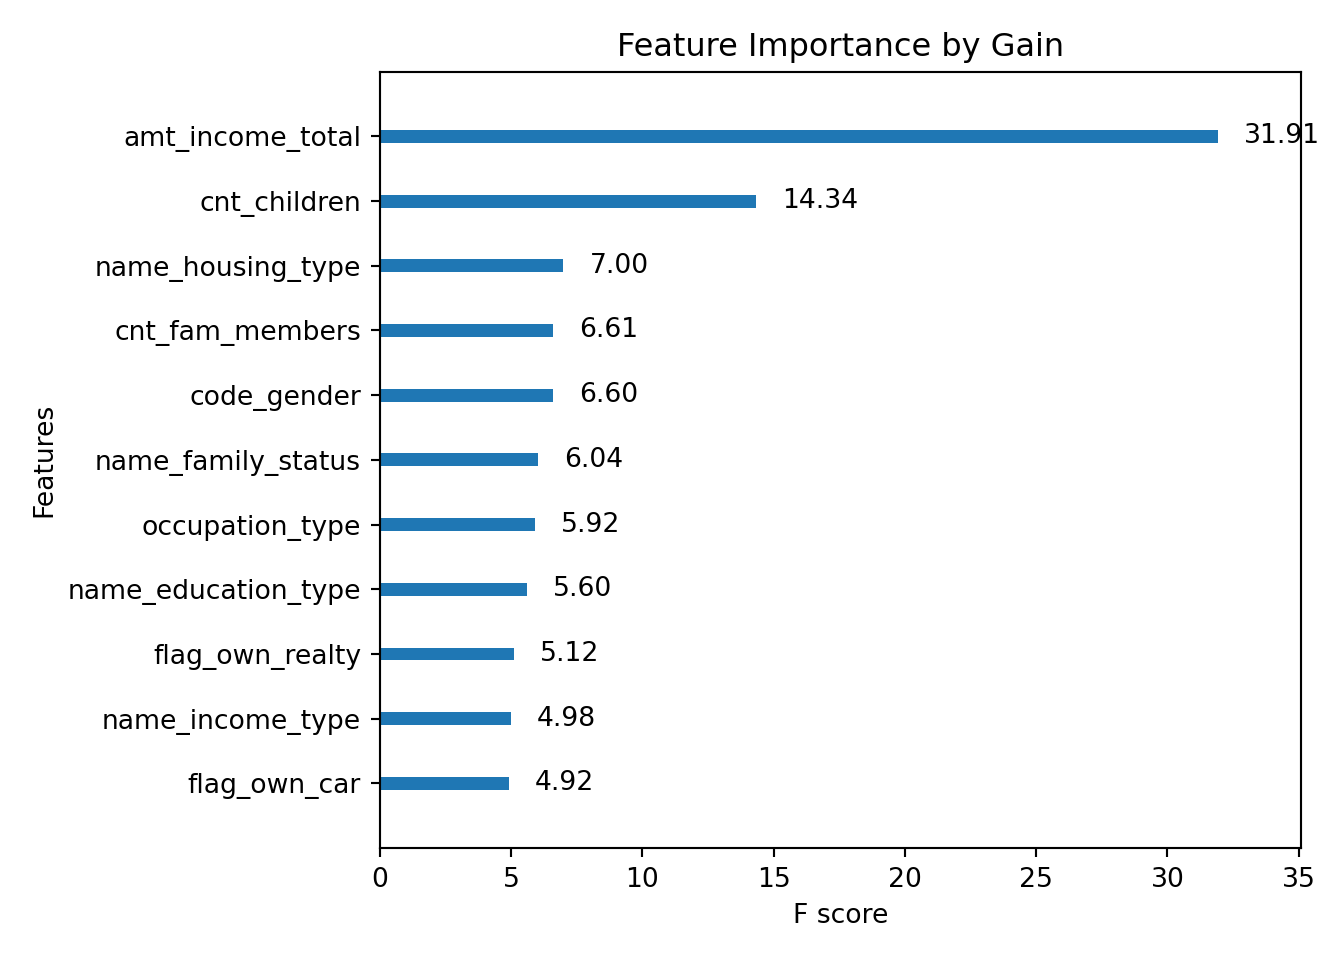 Feature Importance by Gain
Features
amt_income_total 31.91
cnt_children 14.34
name_housing_type 7.00
cnt_fam_members 6.61
code_gender 6.60
name_family_status 6.04
occupation_type 5.92
name_education_type 5.60
flag_own_realty 5.12
name_income_type 4.98
flag_own_car 4.92
0 5 10 15 20 25 30 35
F score